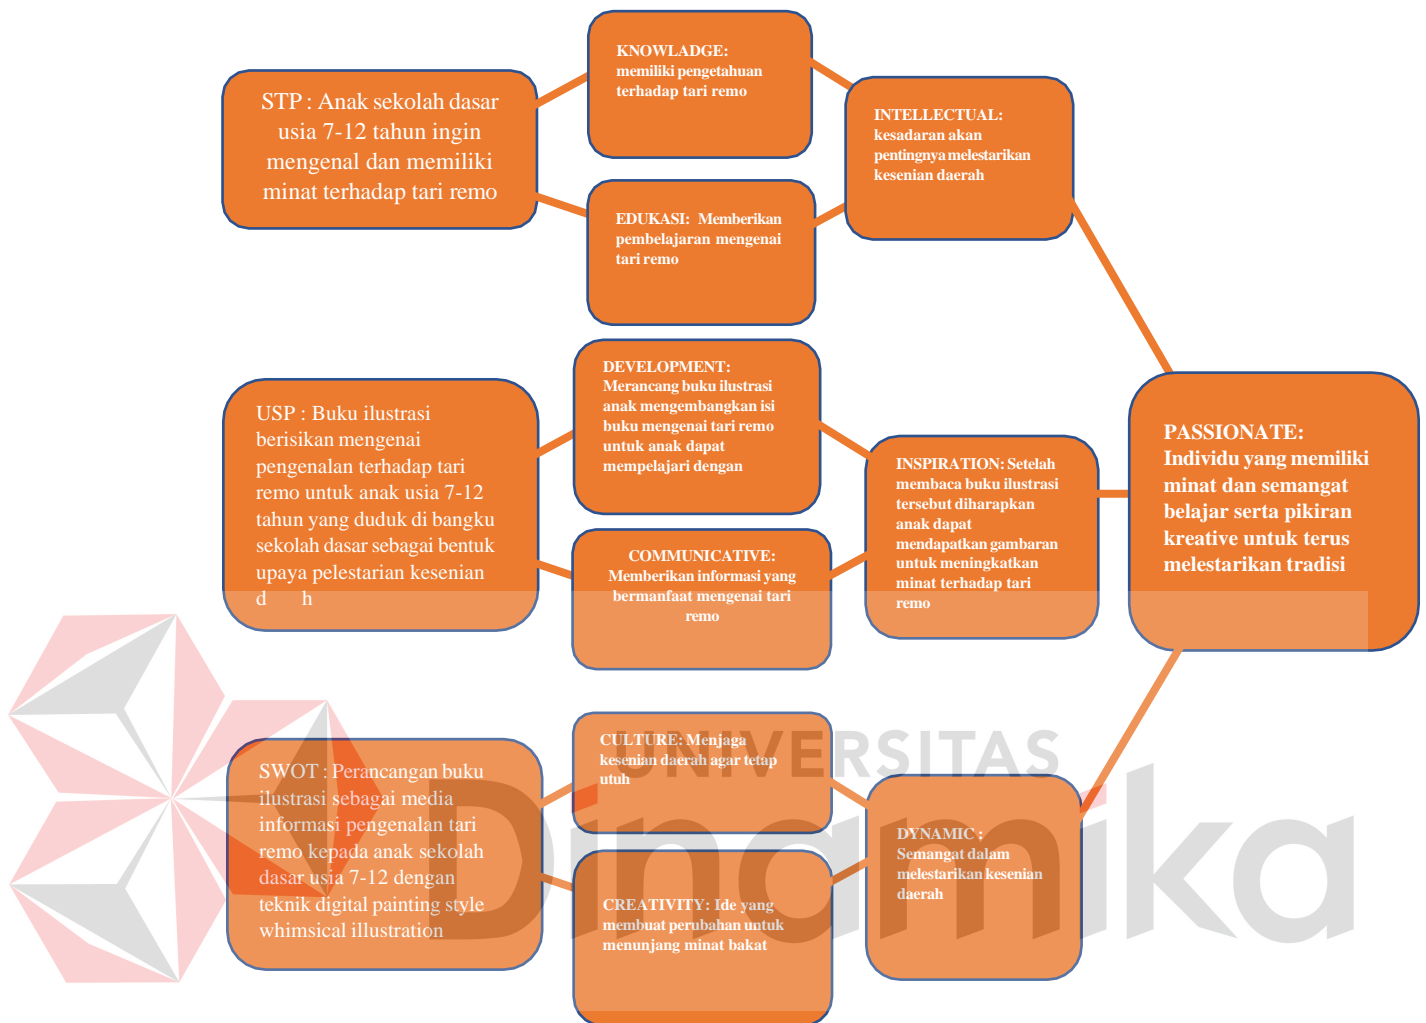 STP : Anak sekolah dasar
usia 7-12 tahun ingin
mengenal dan memiliki
minat terhadap tari remo
KNOWLADGE:
memiliki pengetahuan
terhadap tari remo
EDUKASI: Memberikan
pembelajaran mengenai
tari remo
INTELLECTUAL:
kesadaran akan
pentingnya melestarikan
kesenian daerah
USP : Buku ilustrasi
berisikan mengenai
pengenalan terhadap tari
remo untuk anak usia 7-12
tahun yang duduk di bangku
sekolah dasar sebagai bentuk
upaya pelestarian kesenian
d h
DEVELOPMENT:
Merancang buku ilustrasi
anak mengembangkan isi
buku mengenai tari remo
untuk anak dapat
mempelajari dengan
COMMUNICATIVE:
Memberikan informasi yang
bermanfaat mengenai tari
remo
INSPIRATION: Setelah
membaca buku ilustrasi
tersebut diharapkan
anak dapat
mendapatkan gambaran
untuk meningkatkan
minat terhadap tari
remo
PASSIONATE:
Individu yang memiliki
minat dan semangat
belajar serta pikiran
kreative untuk terus
melestarikan tradisi
SWOT : Perancangan buku
ilustrasi sebagai media
informasi pengenalan tari
remo kepada anak sekolah
dasar usia 7-12 dengan
teknik digital painting style
whimsical illustration
CULTURE: Menjaga
kesenian daerah agar tetap
utuh
CREATIVITY: Ide yang
membuat perubahan untuk
menunjang minat bakat
DYNAMIC :
Semangat dalam
melestarikan kesenian
daerah
UNIVERSITAS
Dinamika